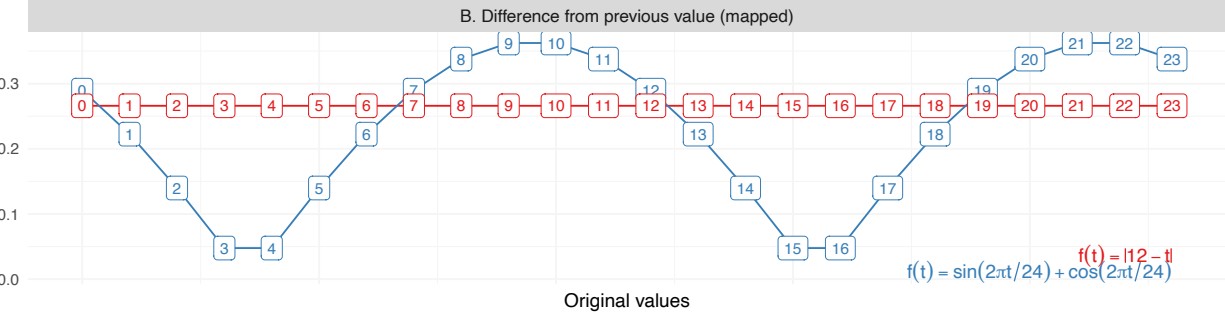 B. Difference from previous value (mapped)
9 10 21 22
8 11 20 23
0.3 0 7 12 19
0 1 2 3 4 5 6 7 8 9 10 11 12 13 14 15 16 17 18 19 20 21 22 23
1 6 13 18
0.2
2 5 14 17
0.1
3 4 15 16
f(t) = |12 − t|
0.0 f(t) = sin(2πt/24) + cos(2πt/24)
Original values